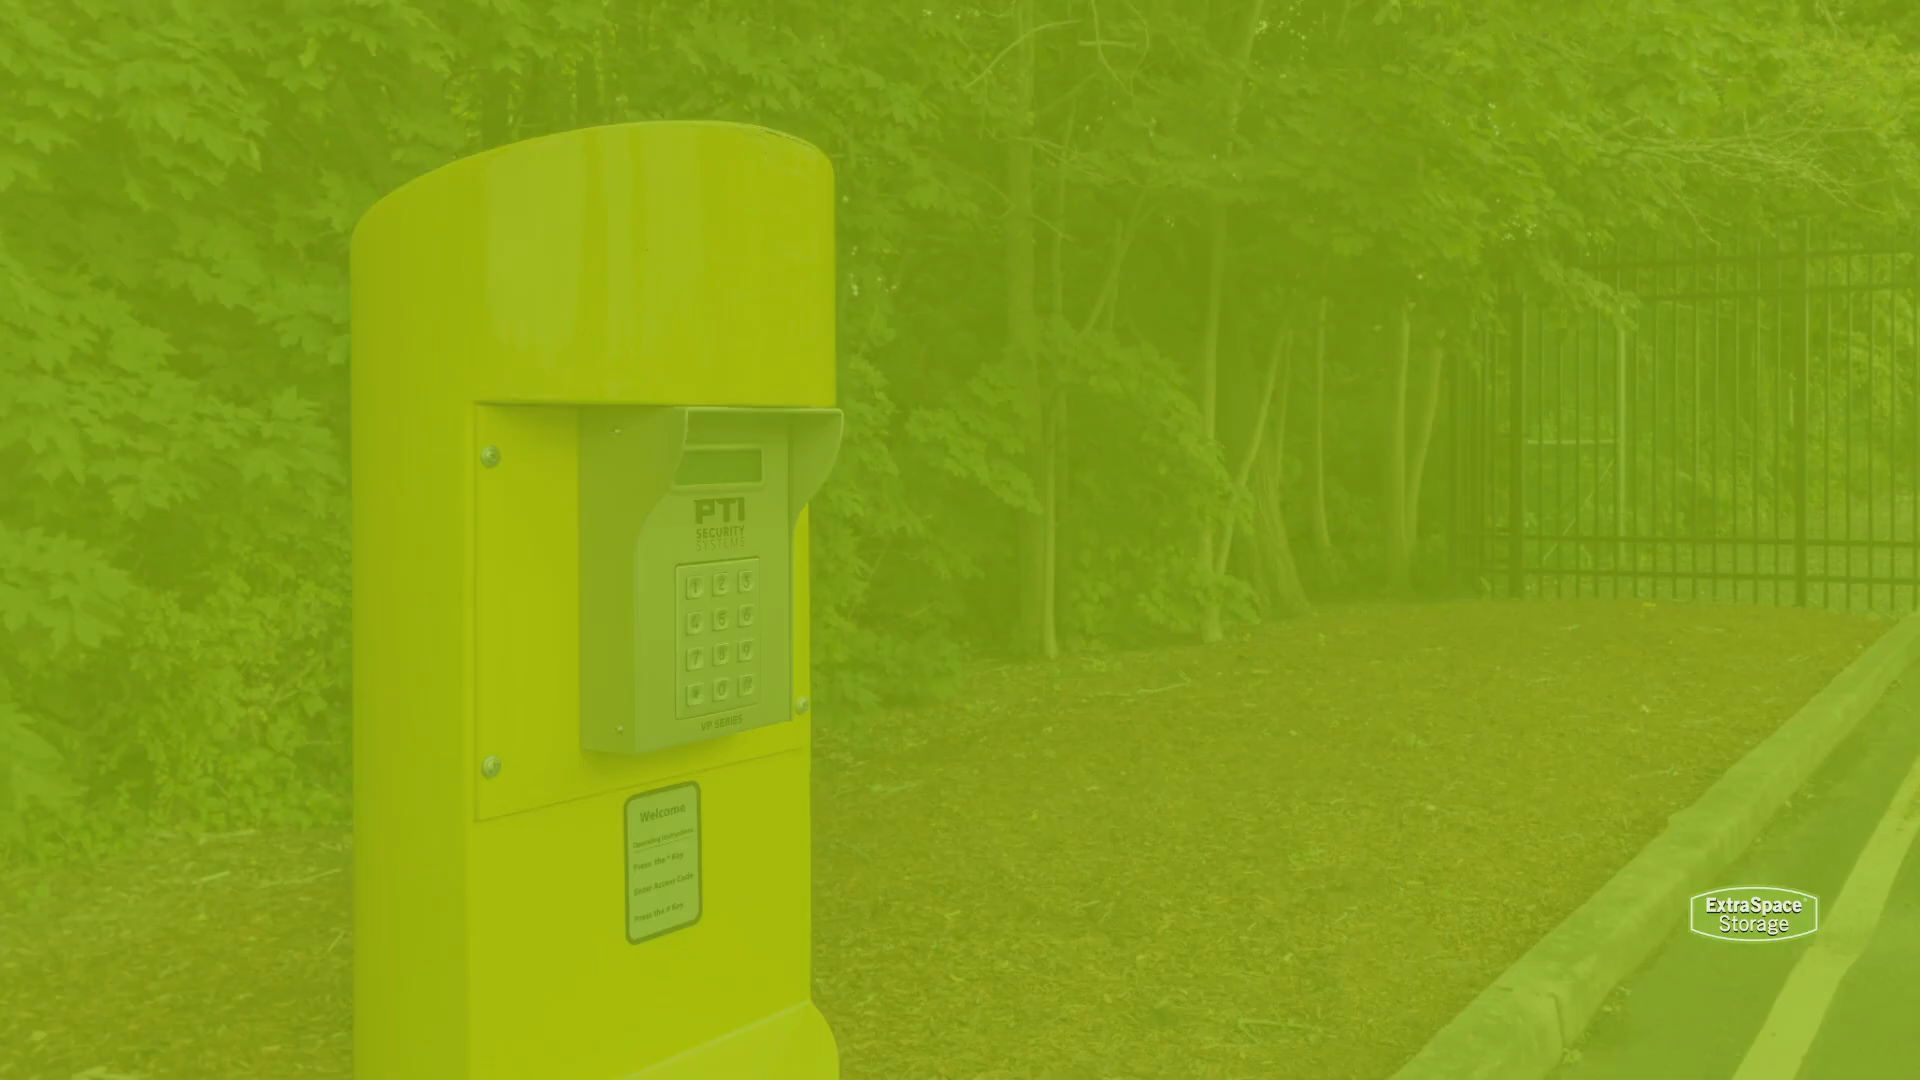 PTI
SECURITY
SYSTEMS
1 2 3
4 5 6
7 8 9
* 0 #
VP SERIES
Welcome
Operating Instructions
Press the * Key
Enter Access Code
Press the # Key
ExtraSpace
Storage